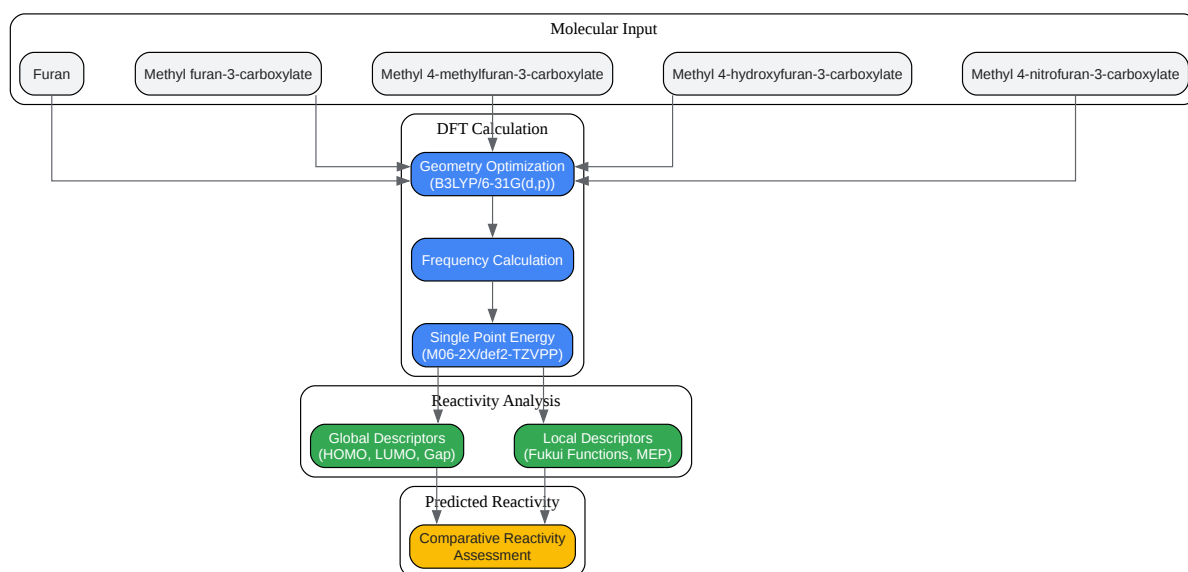 Molecular Input
Furan
Methyl furan-3-carboxylate
Methyl 4-methylfuran-3-carboxylate
Methyl 4-hydroxyfuran-3-carboxylate
Methyl 4-nitrofuran-3-carboxylate
DFT Calculation
Geometry Optimization
(B3LYP/6-31G(d,p))
Frequency Calculation
Single Point Energy
(M06-2X/def2-TZVPP)
Reactivity Analysis
Global Descriptors
(HOMO, LUMO, Gap)
Local Descriptors
(Fukui Functions, MEP)
Predicted Reactivity
Comparative Reactivity
Assessment